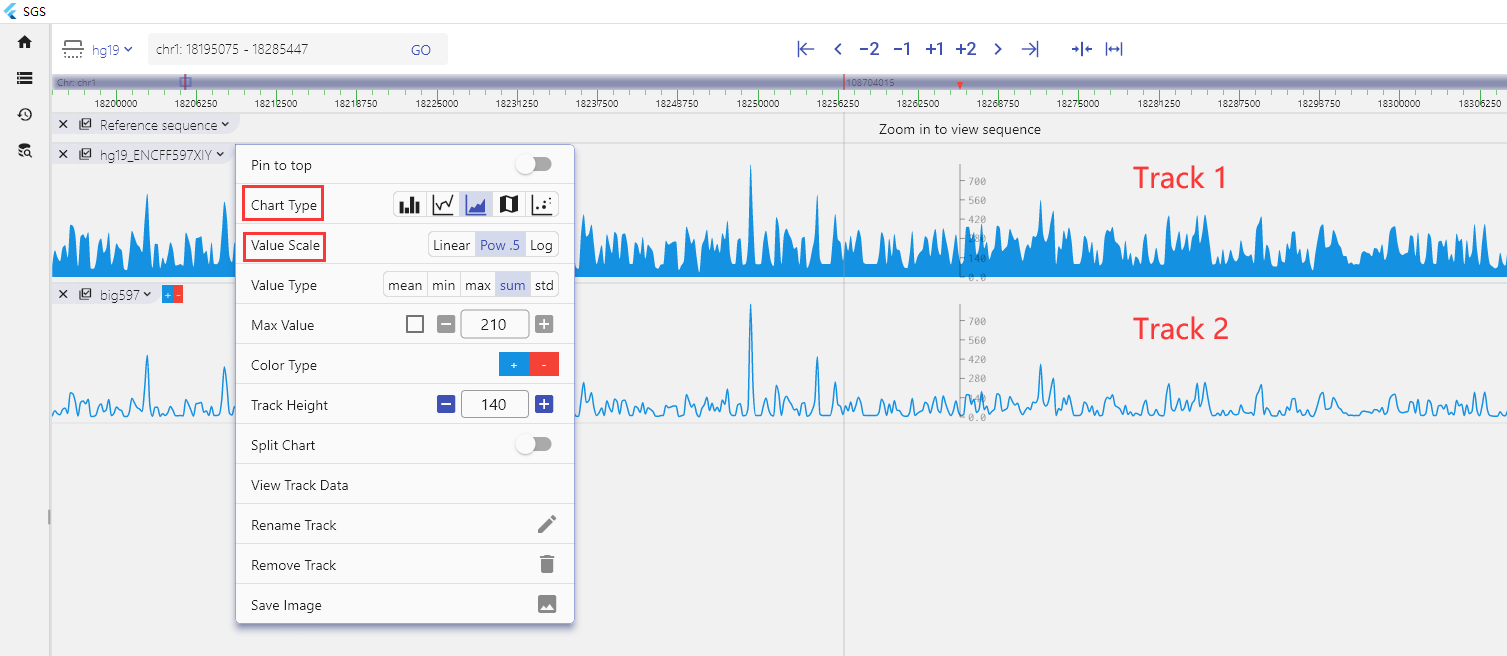 SGS
hg19
chr1: 18195075 - 18285447
GO
−2 −1 +1 +2
Chr: chr1
108704015
18200000 18206250 18212500 18218750 18225000 18231250 18237500 18243750 18250000 18256250 18262500 18268750 18275000 18281250 18287500 18293750 18300000 18306250
Reference sequence
Zoom in to view sequence
hg19_ENCFF597XIY
Track 1
700
560
420
280
140
0.0
big597
+ -
Track 2
700
560
420
280
140
0.0
Pin to top
Chart Type
Value Scale Linear Pow .5 Log
Value Type mean min max sum std
Max Value 210
Color Type + -
Track Height 140
Split Chart
View Track Data
Rename Track
Remove Track
Save Image